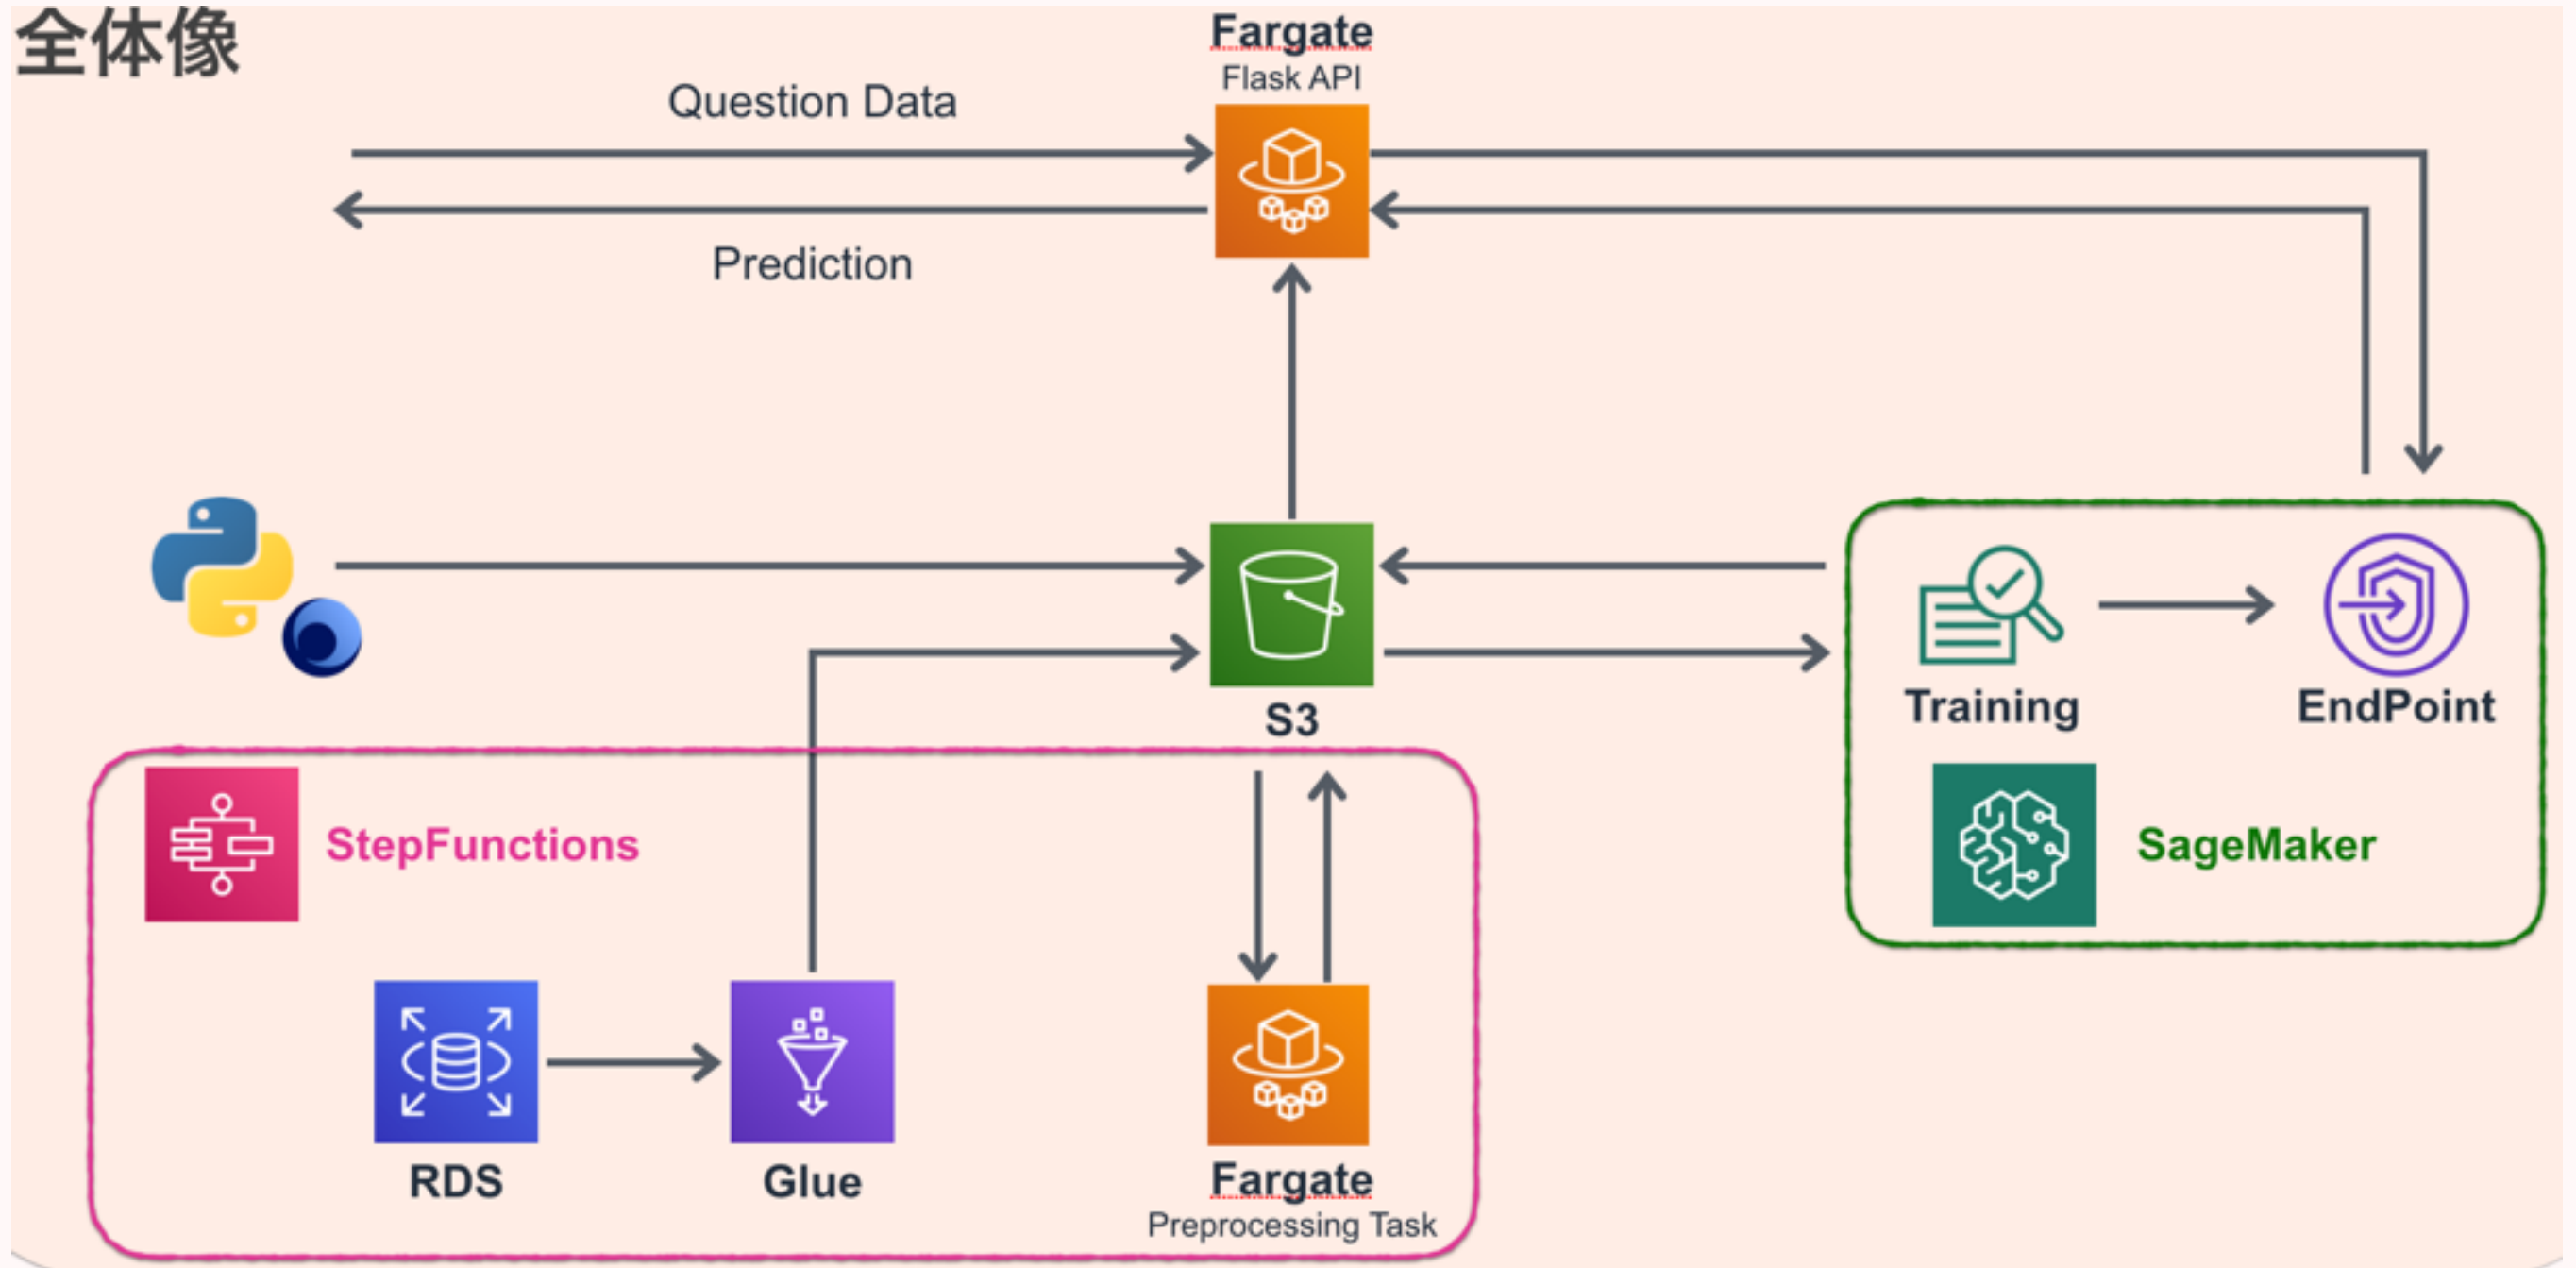 全体像
Fargate
Flask API
Question Data
Prediction
S3
Training
EndPoint
StepFunctions
SageMaker
RDS
Glue
Fargate
Preprocessing Task